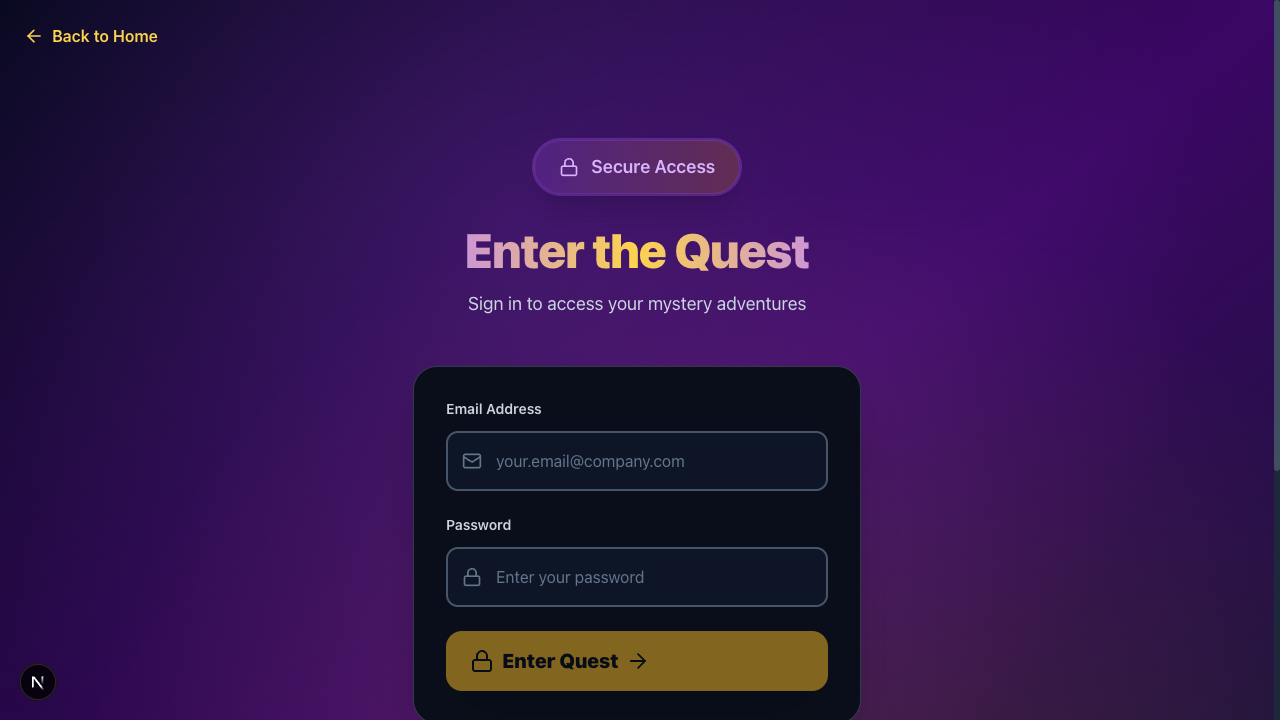 Back to Home
Secure Access
Enter the Quest
Sign in to access your mystery adventures
Email Address
your.email@company.com
Password
Enter your password
Enter Quest
N